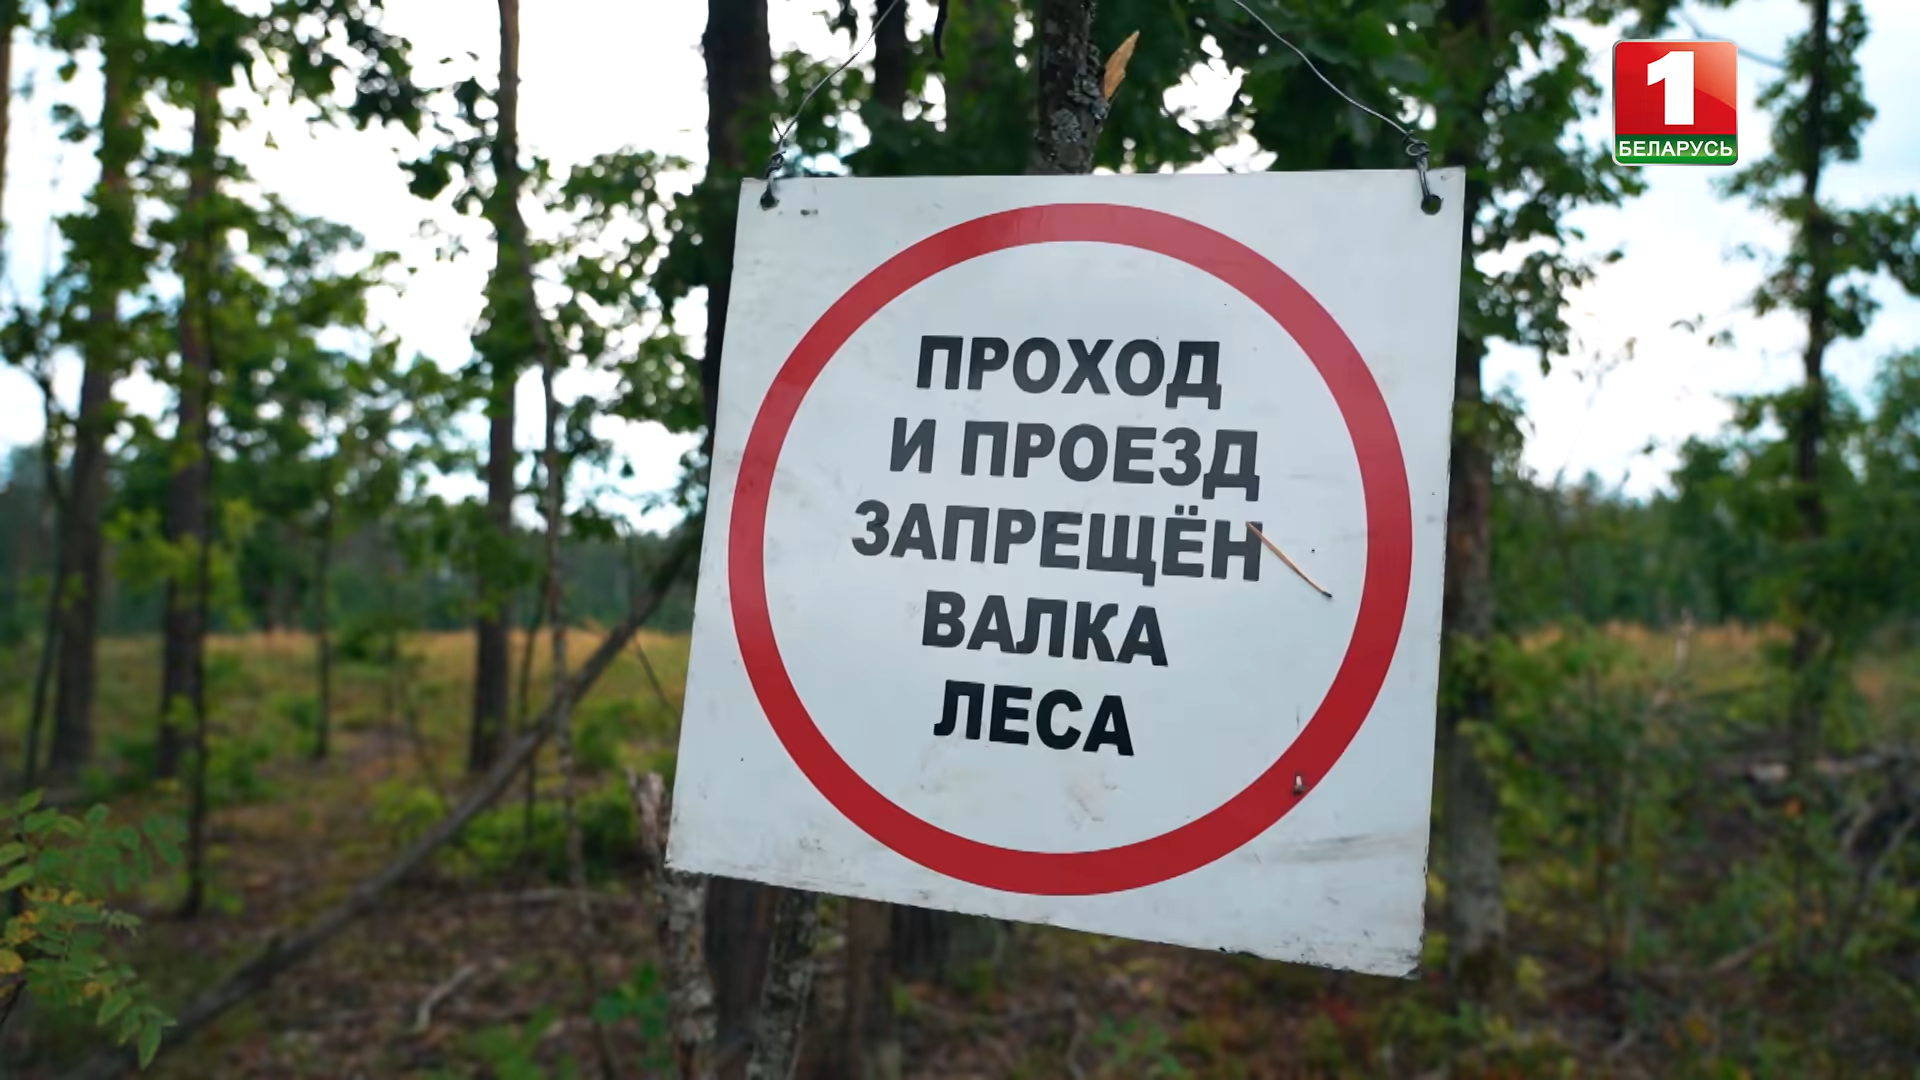 1
БЕЛАРУСЬ
ПРОХОД
И ПРОЕЗД
ЗАПРЕЩЁН
ВАЛКА
ЛЕСА